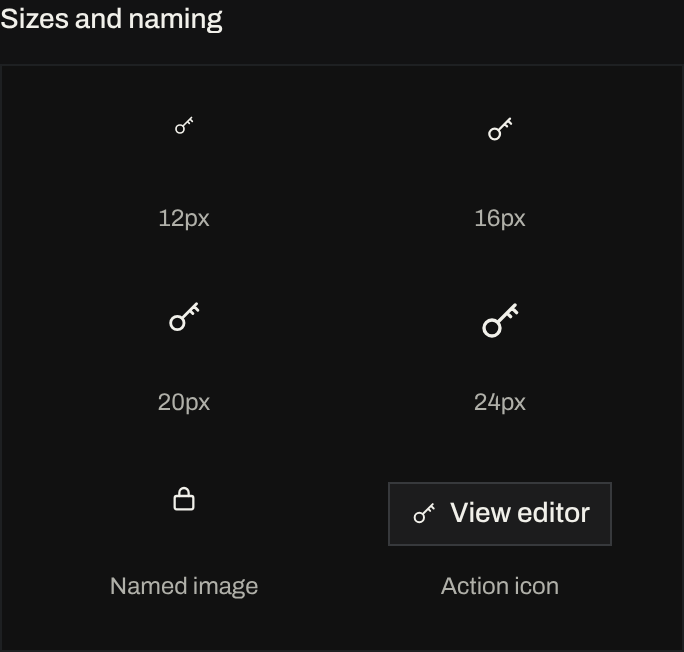 Sizes and naming
12px
16px
20px
24px
View editor
Named image
Action icon